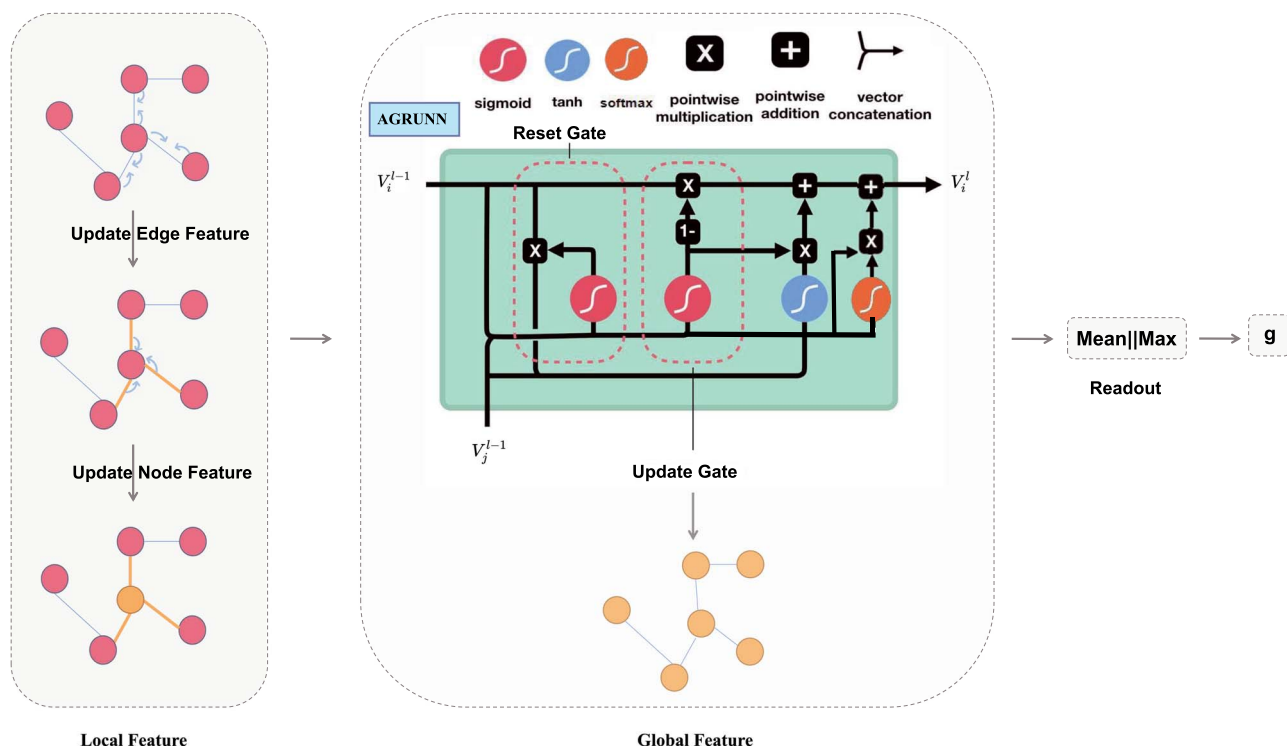 Update Edge Feature
Update Node Feature
Local Feature
sigmoid
tanh
softmax
X
pointwise
multiplication
+
pointwise
addition
vector
concatenation
AGRUNN
Reset Gate
V_i^{l-1}
X
+
+
V_i^l
1-
X
X
X
V_j^{l-1}
Update Gate
Global Feature
Mean||Max
Readout
g